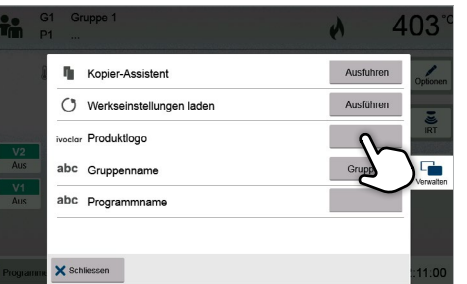 G1 Gruppe 1
P1 ...
403 °C
Kopier-Assistent Ausführen
Optionen
Werkseinstellungen laden Ausführen
ivoclar Produktlogo
IRT
V2
Aus
abc Gruppenname Grupp
Verwalten
V1
Aus
abc Programmname
Programme
Schliessen
:11.00